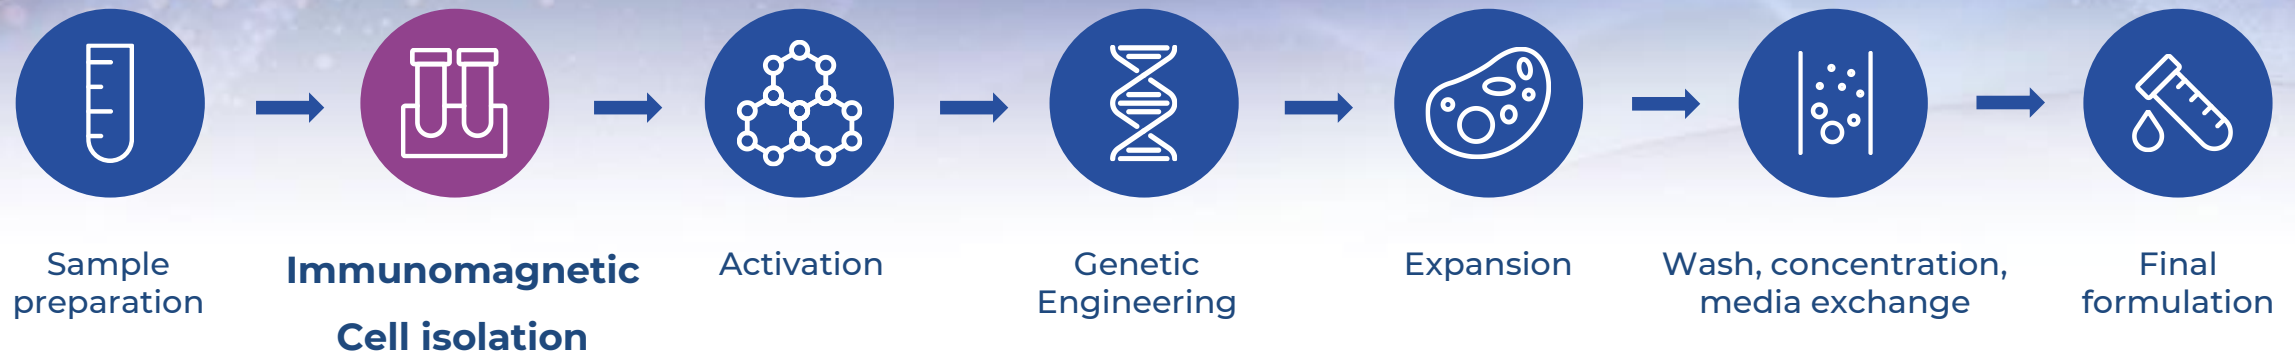 Sample
preparation
Immunomagnetic
Cell isolation
Activation
Genetic
Engineering
Expansion
Wash, concentration,
media exchange
Final
formulation